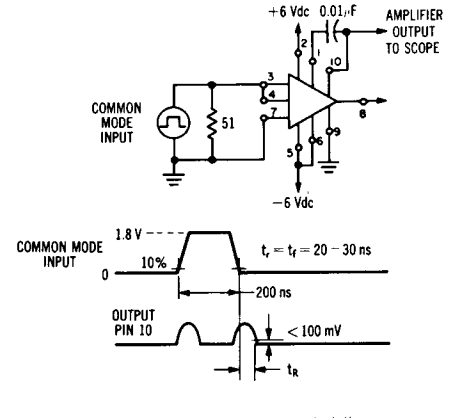 +6 Vdc 0.01μF
AMPLIFIER
OUTPUT
TO SCOPE
2
1
10
3
4
7
8
COMMON
MODE
INPUT
51
5
6
9
−6 Vdc
1.8 V
COMMON MODE
INPUT
10%
0
tr = tf = 20 − 30 ns
200 ns
OUTPUT
PIN 10
< 100 mV
tR